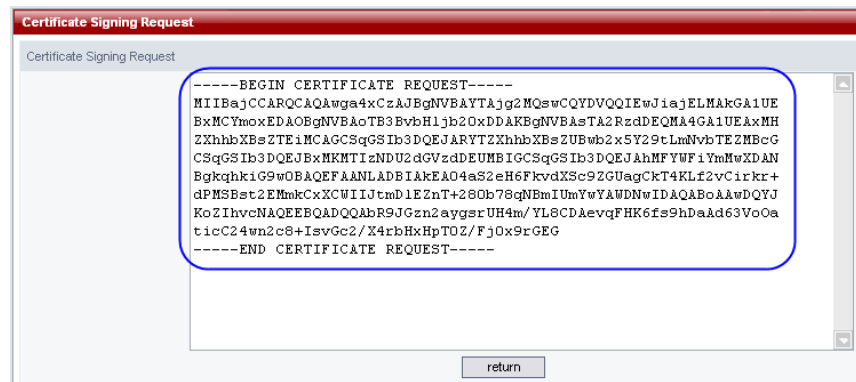 Certificate Signing Request
Certificate Signing Request
-----BEGIN CERTIFICATE REQUEST-----
MIIBajCCARQCAQAwga4xCzAJBgNVBAYTAjg2MQswCQYDVQQIEwJiajELMAkGA1UE
BxMCYmoxEDAOBgNVBAoTB3BvbHljb20xDDAKBgNVBAsTA2RzdDEQMA4GA1UEAxMH
ZXhhbXBsZTEiMCAGCSqGSIb3DQEJARYTZXhhbXBsZUBwb2x5Y29tLmNvbTEZMBcG
CSqGSIb3DQEJBxMKMTIzNDU2dGVzdDEUMBIGCSqGSIb3DQEJAhMFYWFiYmMwXDAN
BgkqhkiG9w0BAQEFAANLADBIAkEAO4aS2eH6FkvdXSc9ZGUagCkT4KLf2vCirkr+
dPMSBst2EMmkCxXCWIIJtmDlEZnT+280b78qNBmIUmYwYAWDNwIDAQABoAAwDQYJ
KoZIhvcNAQEEBQADQQAbR9JGzn2aygsrUH4m/YL8CDAevqFHK6fs9hDaAd63VoOa
ticC24wn2c8+IsvGc2/X4rbHxHpTOZ/FjOx9rGEG
-----END CERTIFICATE REQUEST-----
return